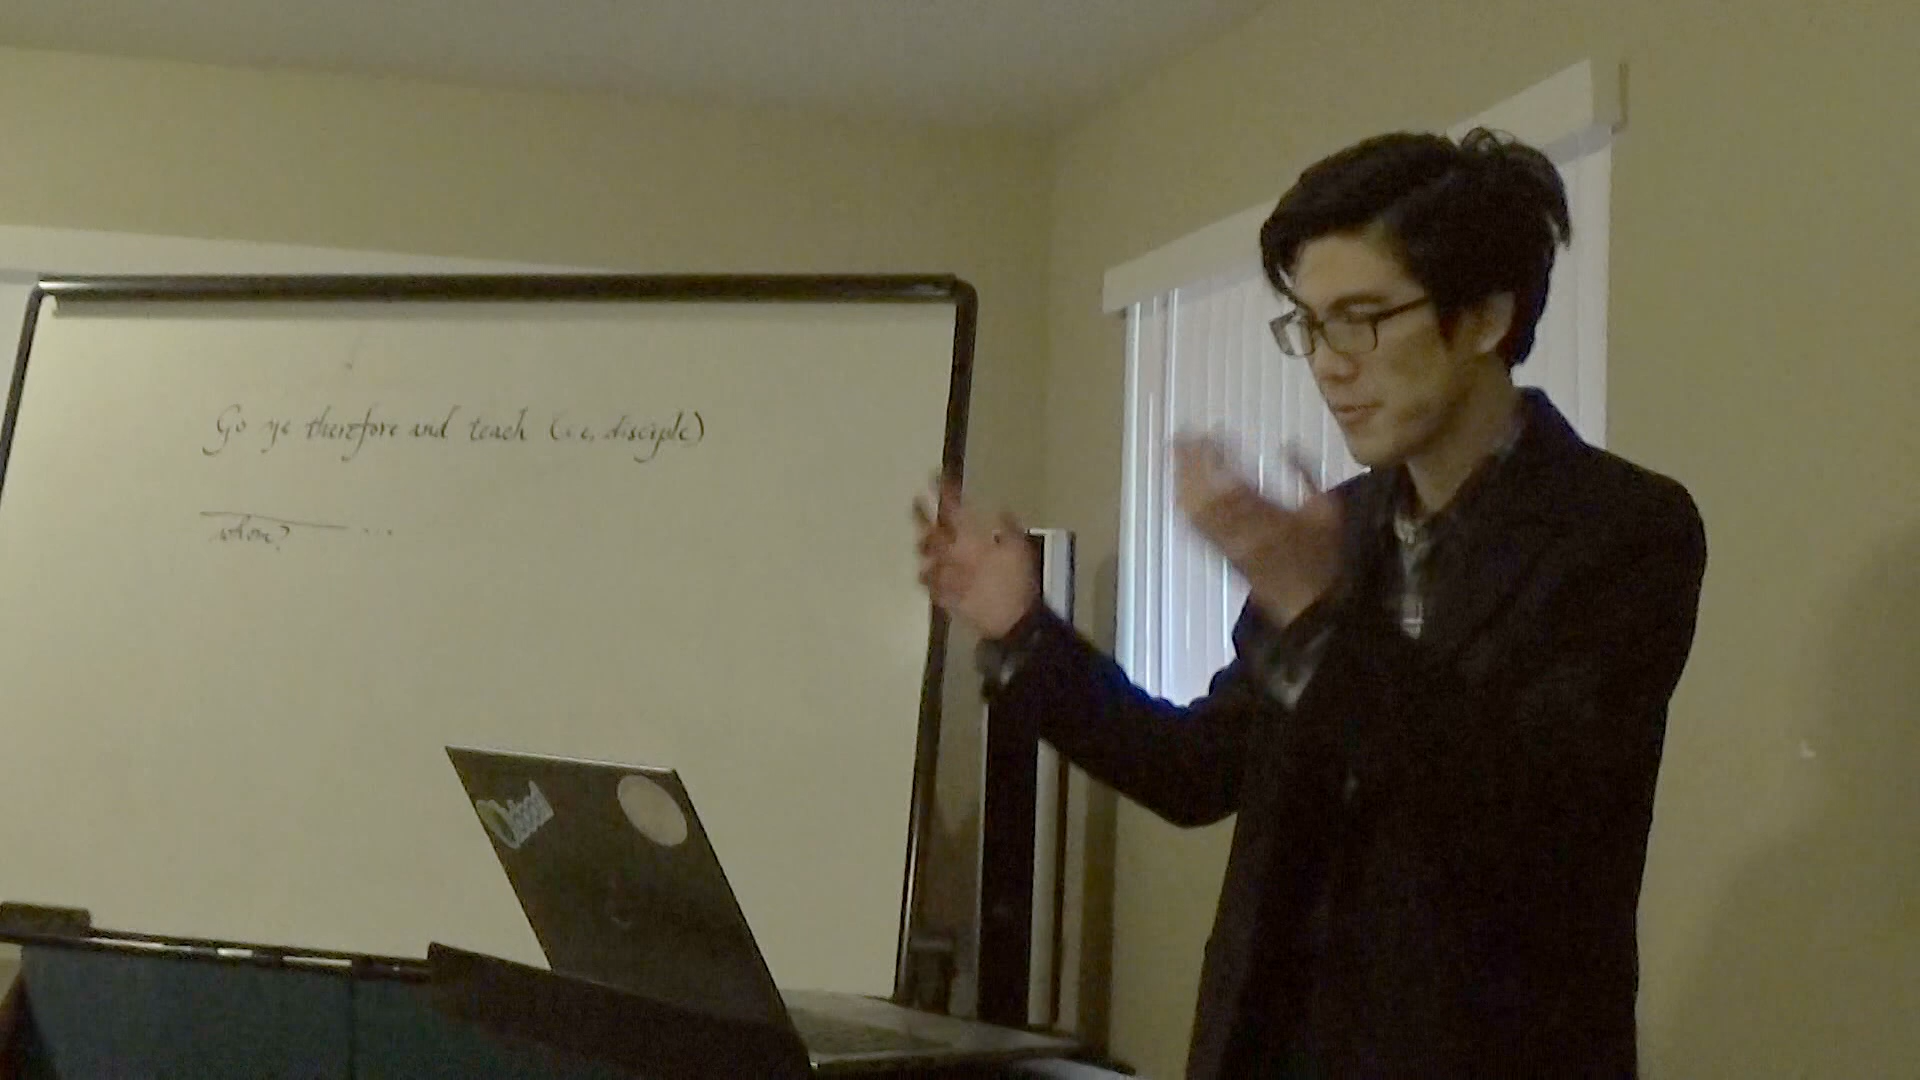 Go ye therefore and teach (i.e., disciple)
whom? ...